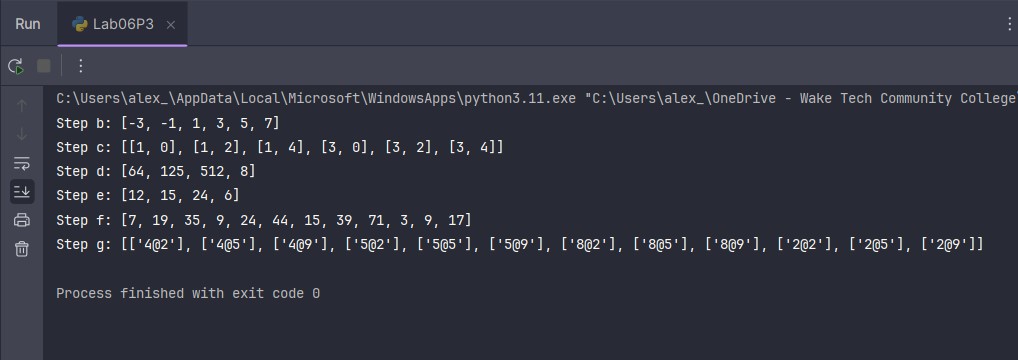 Run Lab06P3
C:\Users\alex_\AppData\Local\Microsoft\WindowsApps\python3.11.exe "C:\Users\alex_\OneDrive - Wake Tech Community College
Step b: [-3, -1, 1, 3, 5, 7]
Step c: [[1, 0], [1, 2], [1, 4], [3, 0], [3, 2], [3, 4]]
Step d: [64, 125, 512, 8]
Step e: [12, 15, 24, 6]
Step f: [7, 19, 35, 9, 24, 44, 15, 39, 71, 3, 9, 17]
Step g: [['4@2'], ['4@5'], ['4@9'], ['5@2'], ['5@5'], ['5@9'], ['8@2'], ['8@5'], ['8@9'], ['2@2'], ['2@5'], ['2@9']]
Process finished with exit code 0